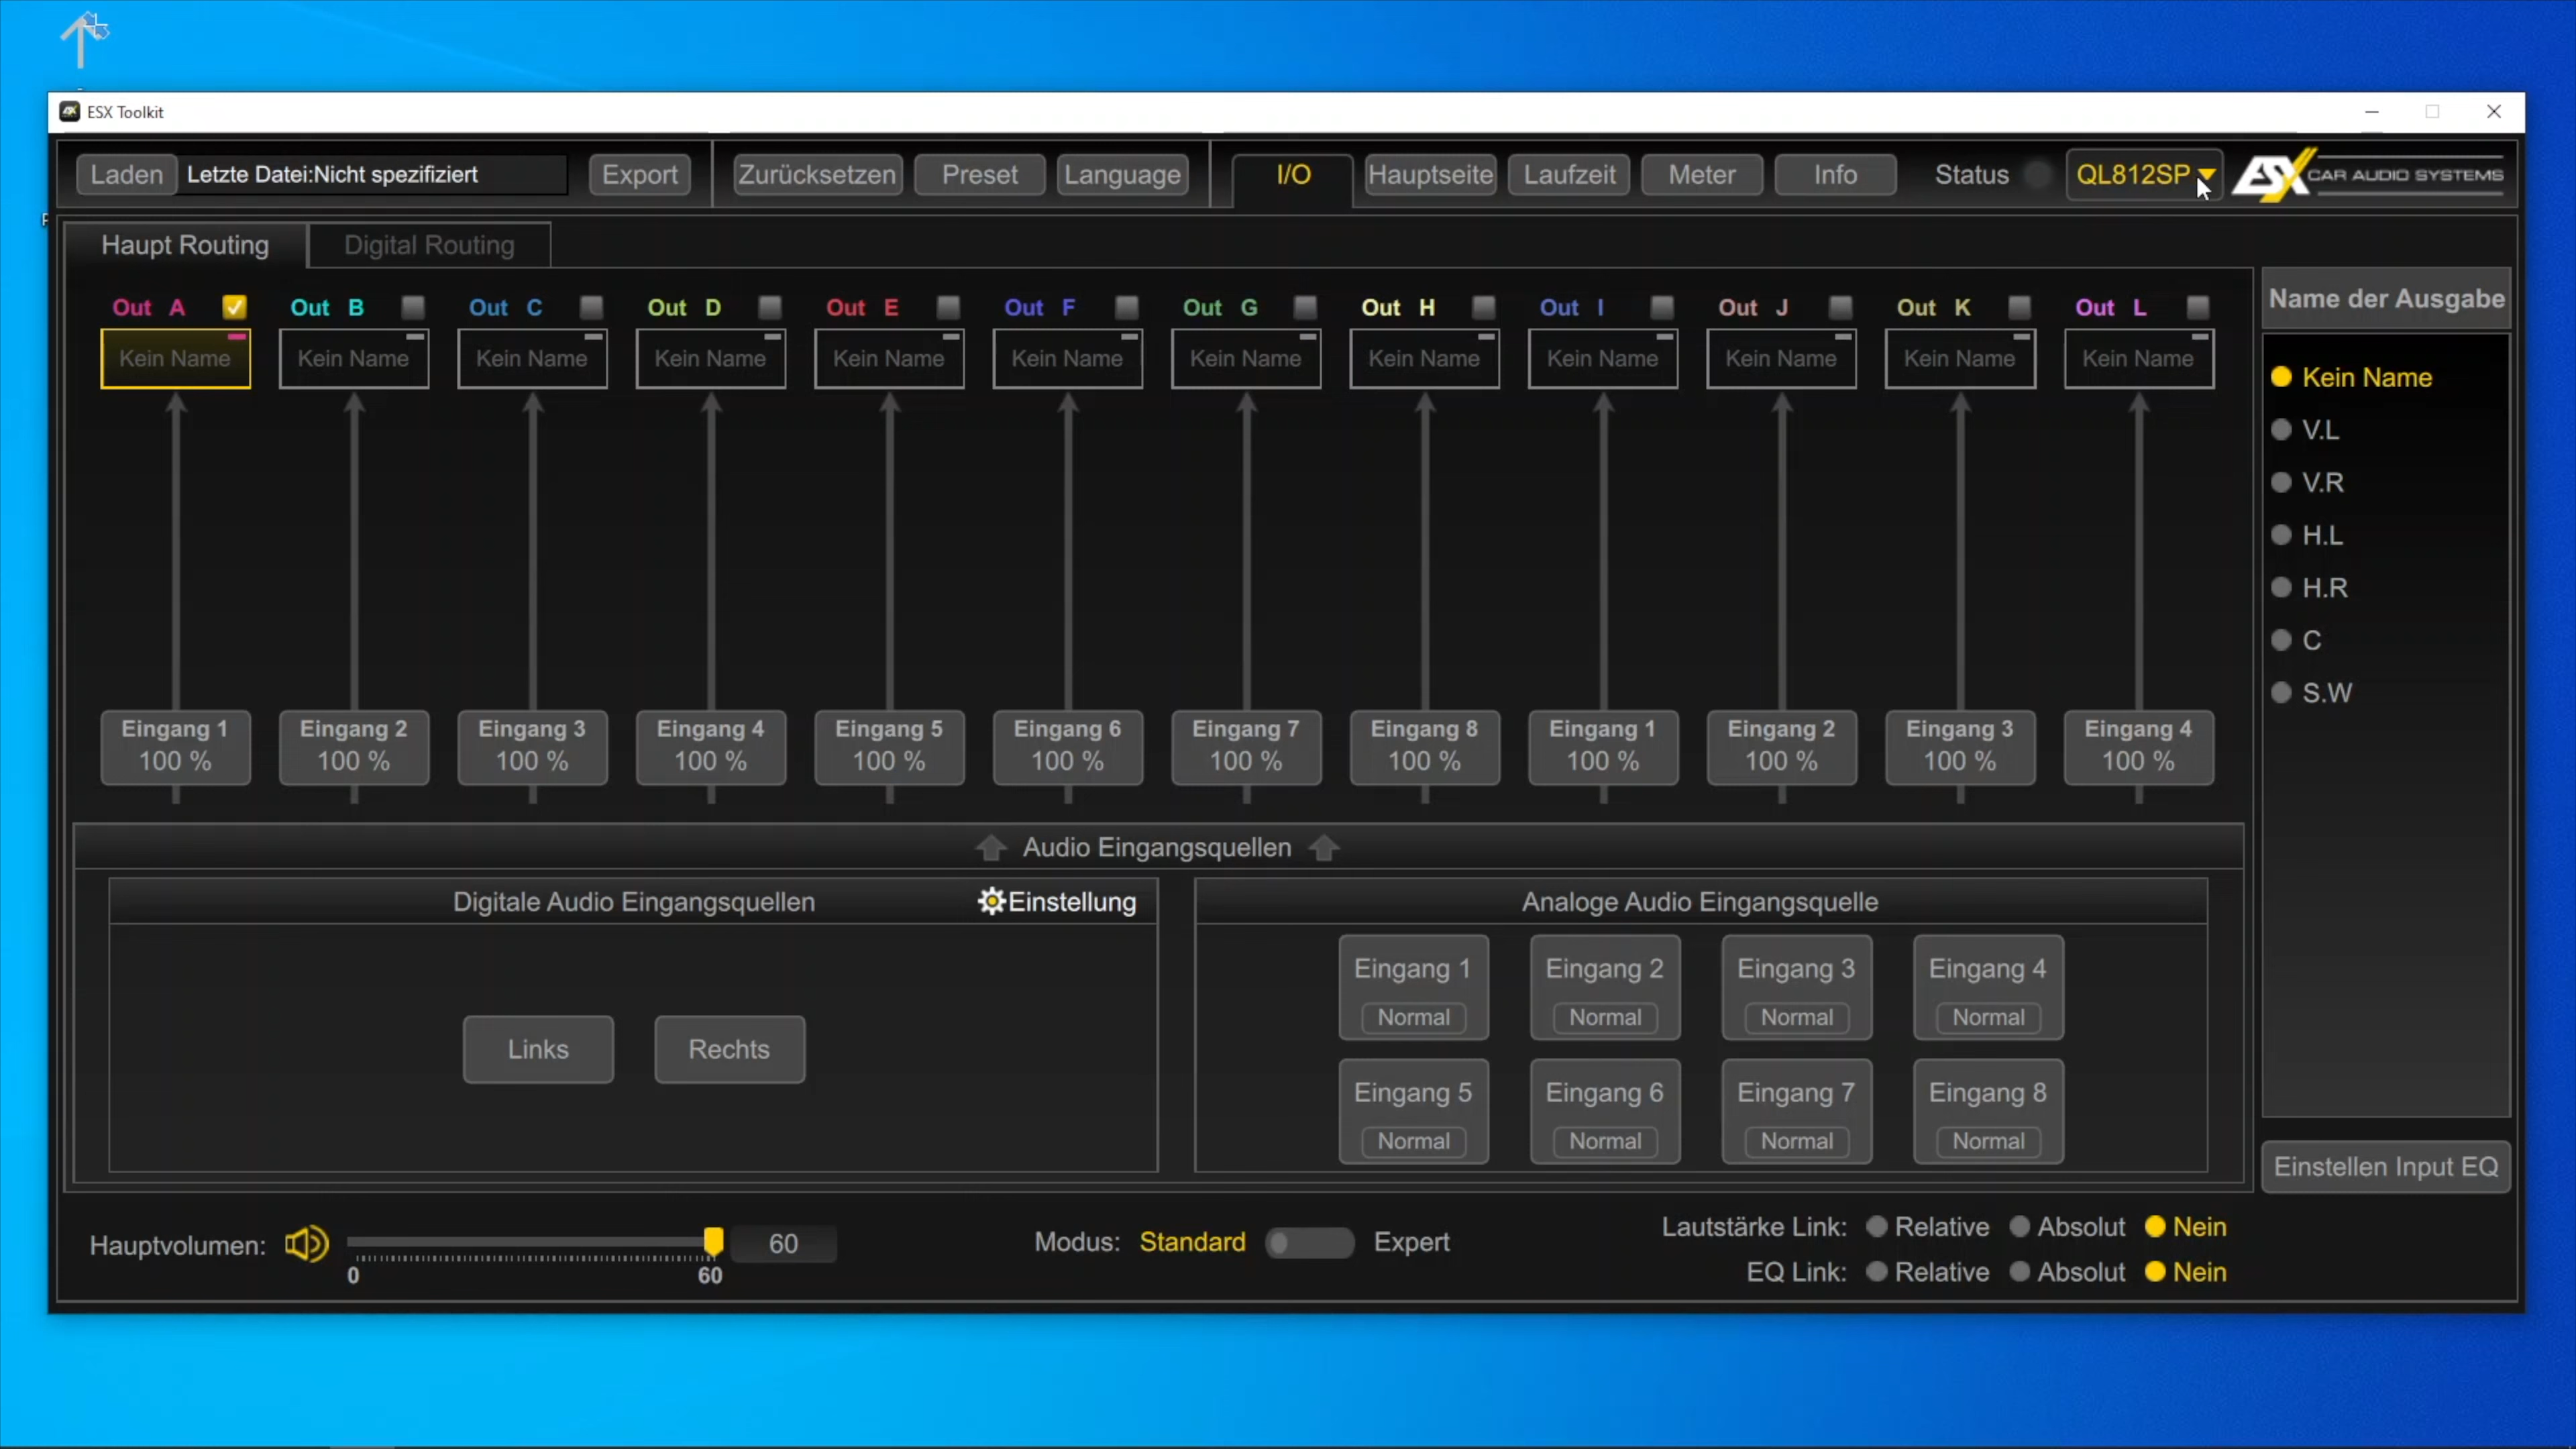 ESX Toolkit
Laden Letzte Datei:Nicht spezifiziert Export Zurücksetzen Preset Language I/O Hauptseite Laufzeit Meter Info Status QL812SP ESX CAR AUDIO SYSTEMS
Haupt Routing Digital Routing
Out A Out B Out C Out D Out E Out F Out G Out H Out I Out J Out K Out L
Kein Name Kein Name Kein Name Kein Name Kein Name Kein Name Kein Name Kein Name Kein Name Kein Name Kein Name Kein Name
Eingang 1 Eingang 2 Eingang 3 Eingang 4 Eingang 5 Eingang 6 Eingang 7 Eingang 8 Eingang 1 Eingang 2 Eingang 3 Eingang 4
100 % 100 % 100 % 100 % 100 % 100 % 100 % 100 % 100 % 100 % 100 % 100 %
Name der Ausgabe
Kein Name
V.L
V.R
H.L
H.R
C
S.W
Audio Eingangsquellen
Digitale Audio Eingangsquellen Einstellung
Links Rechts
Analoge Audio Eingangsquelle
Eingang 1 Eingang 2 Eingang 3 Eingang 4
Normal Normal Normal Normal
Eingang 5 Eingang 6 Eingang 7 Eingang 8
Normal Normal Normal Normal
Einstellen Input EQ
Hauptvolumen: 60
0 60
Modus: Standard Expert
Lautstärke Link: Relative Absolut Nein
EQ Link: Relative Absolut Nein